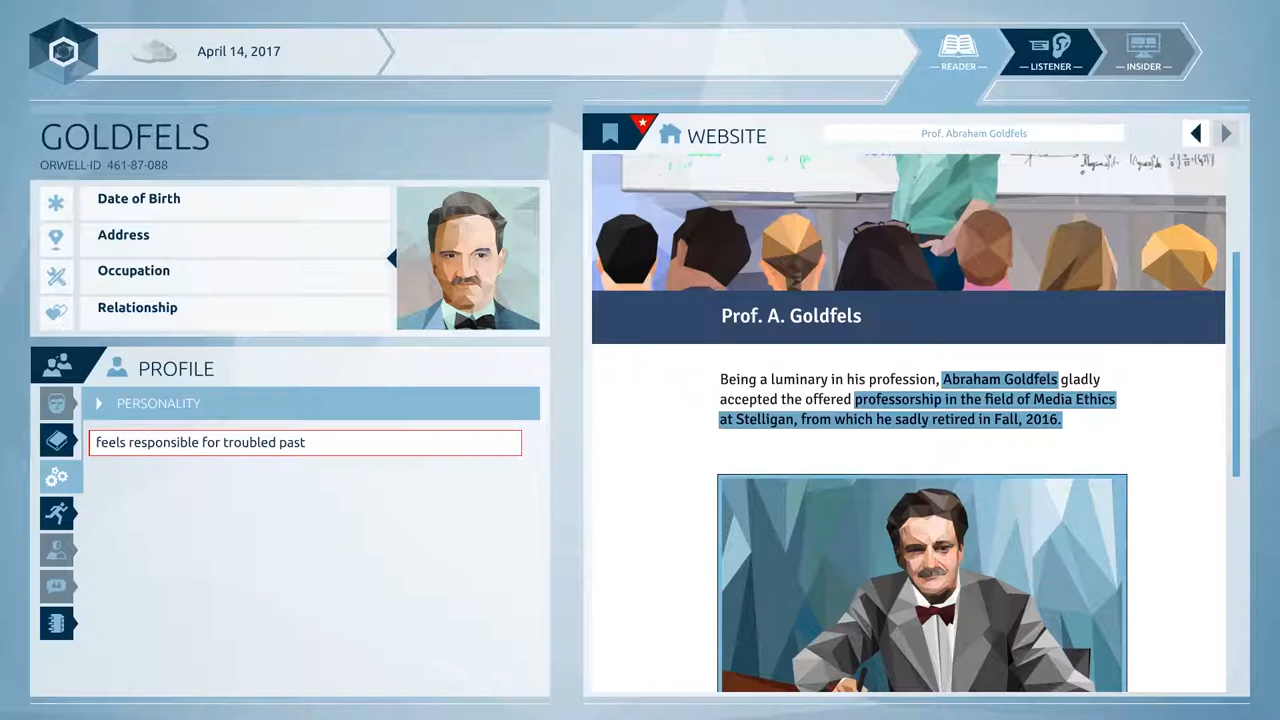 April 14, 2017
READER
LISTENER
INSIDER
GOLDFELS
ORWELL-ID 461-87-088
Date of Birth
Address
Occupation
Relationship
PROFILE
PERSONALITY
feels responsible for troubled past
WEBSITE
Prof. Abraham Goldfels
Prof. A. Goldfels
Being a luminary in his profession, Abraham Goldfels gladly
accepted the offered professorship in the field of Media Ethics
at Stelligan, from which he sadly retired in Fall, 2016.